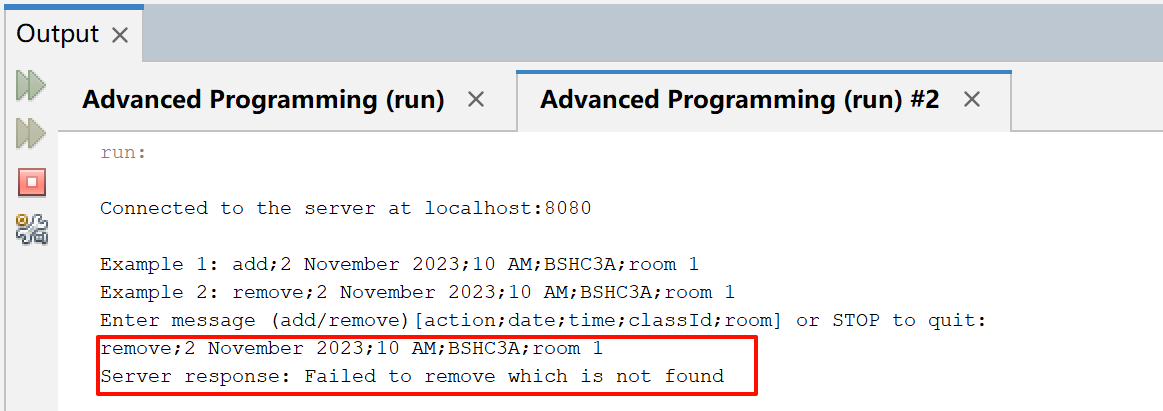 Output
Advanced Programming (run)
Advanced Programming (run) #2
run:
Connected to the server at localhost:8080
Example 1: add;2 November 2023;10 AM;BSHC3A;room 1
Example 2: remove;2 November 2023;10 AM;BSHC3A;room 1
Enter message (add/remove)[action;date;time;classId;room] or STOP to quit:
remove;2 November 2023;10 AM;BSHC3A;room 1
Server response: Failed to remove which is not found